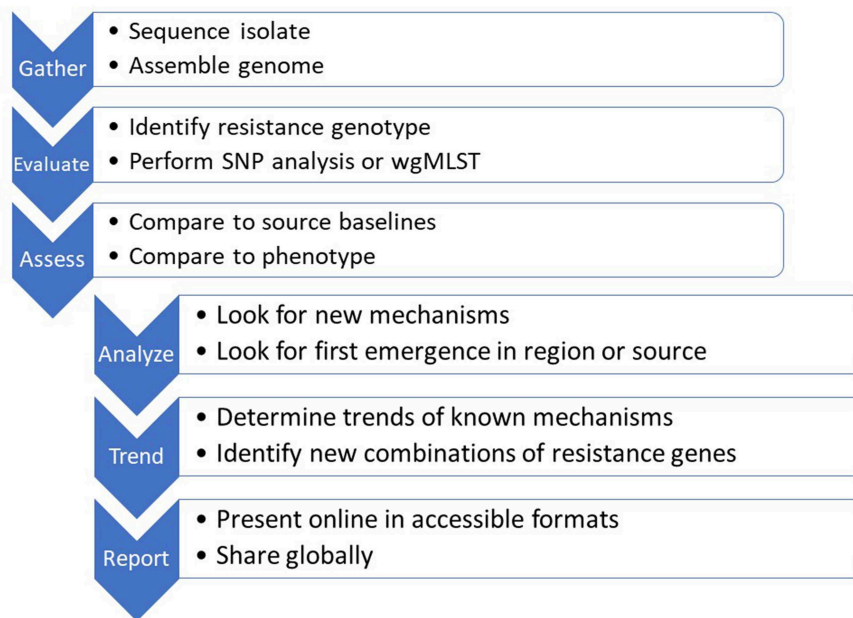 Gather
• Sequence isolate
• Assemble genome
Evaluate
• Identify resistance genotype
• Perform SNP analysis or wgMLST
Assess
• Compare to source baselines
• Compare to phenotype
Analyze
• Look for new mechanisms
• Look for first emergence in region or source
Trend
• Determine trends of known mechanisms
• Identify new combinations of resistance genes
Report
• Present online in accessible formats
• Share globally